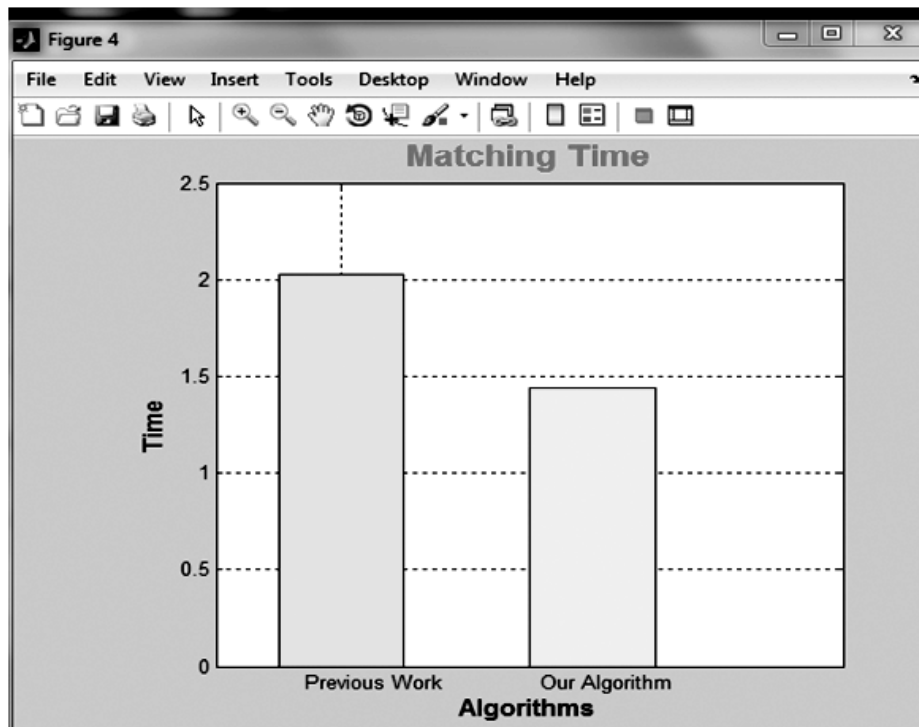 Figure 4
File Edit View Insert Tools Desktop Window Help
Matching Time
2.5
2
1.5
1
0.5
0
Time
Previous Work Our Algorithm
Algorithms